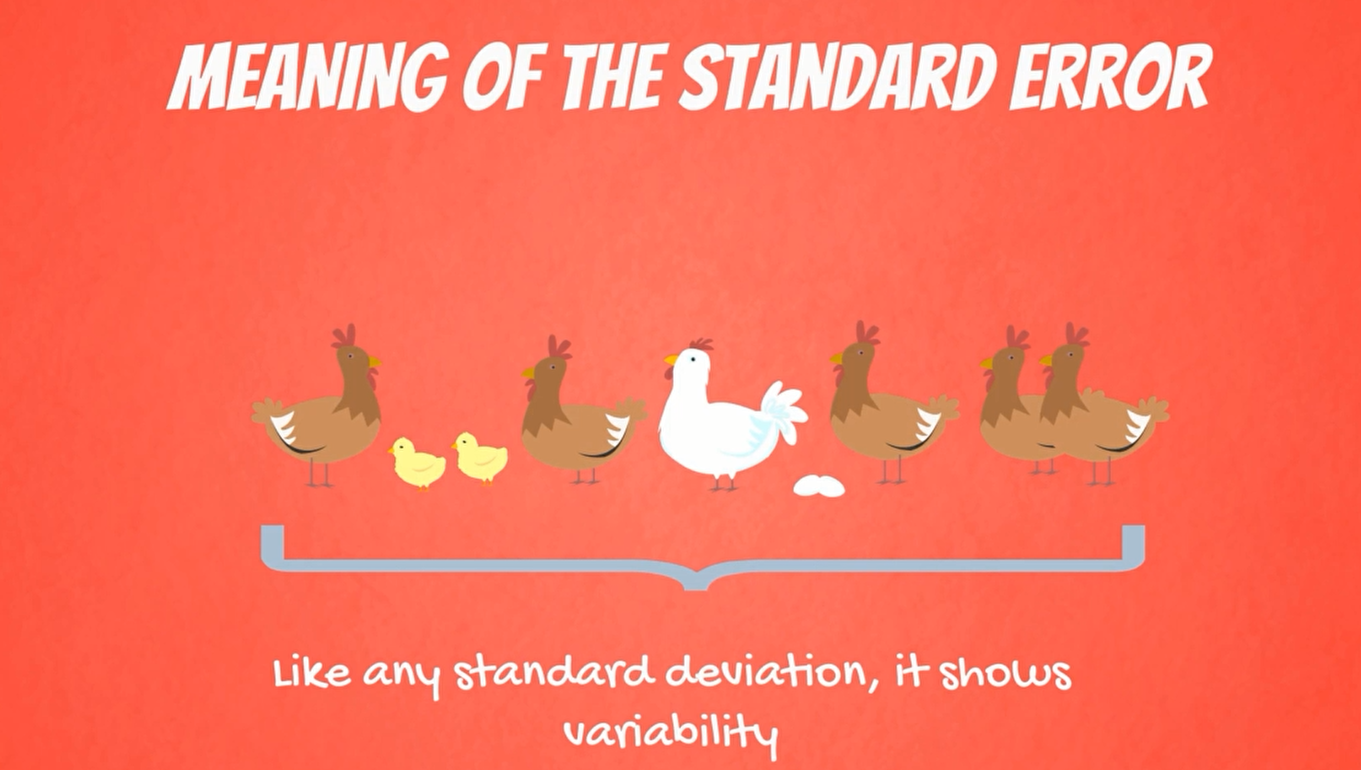 MEANING OF THE STANDARD ERROR
Like any standard deviation, it shows
variability